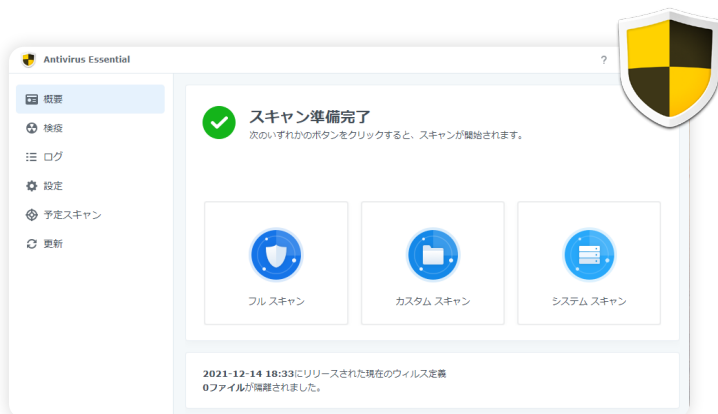 Antivirus Essential
?
概要
検疫
ログ
設定
予定スキャン
更新
スキャン準備完了
次のいずれかのボタンをクリックすると、スキャンが開始されます。
フル スキャン
カスタム スキャン
システム スキャン
2021-12-14 18:33にリリースされた現在のウィルス定義
0ファイルが隔離されました。